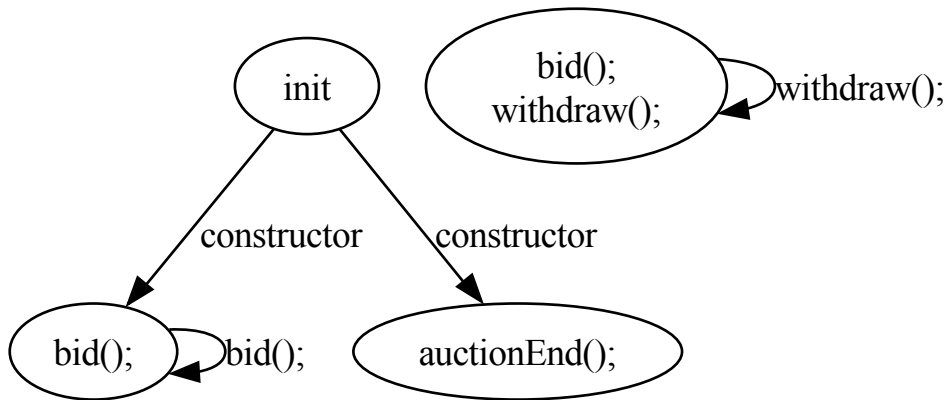 init
bid();
withdraw();
withdraw();
constructor
constructor
bid();
bid();
auctionEnd();